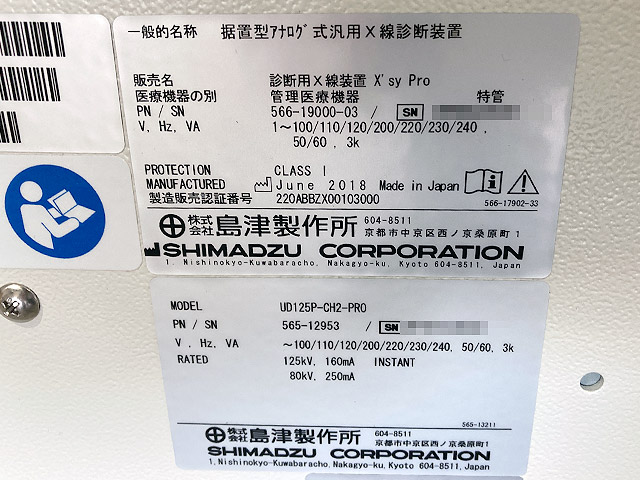 一般的名称 据置型アナログ式汎用X線診断装置
販売名 診断用X線装置 X'sy Pro
医療機器の別 管理医療機器 特管
PN / SN 566-19000-03 / SN
V, Hz, VA 1~100/110/120/200/220/230/240,
50/60, 3k
PROTECTION CLASS I
MANUFACTURED June 2018 Made in Japan
製造販売認証番号 220ABBZX00103000
566-17902-33
株式会社 島津製作所 604-8511
京都市中京区西ノ京桑原町1
SHIMADZU CORPORATION
1, Nishinokyo-Kuwabaracho, Nakagyo-ku, Kyoto 604-8511, Japan
MODEL UD125P-CH2-PRO
PN / SN 565-12953 / SN
V, Hz, VA ~100/110/120/200/220/230/240, 50/60, 3k
RATED 125kV, 160mA INSTANT
80kV, 250mA
565-13211
株式会社 島津製作所 604-8511
京都市中京区西ノ京桑原町1
SHIMADZU CORPORATION
1, Nishinokyo-Kuwabaracho, Nakagyo-ku, Kyoto 604-8511, Japan